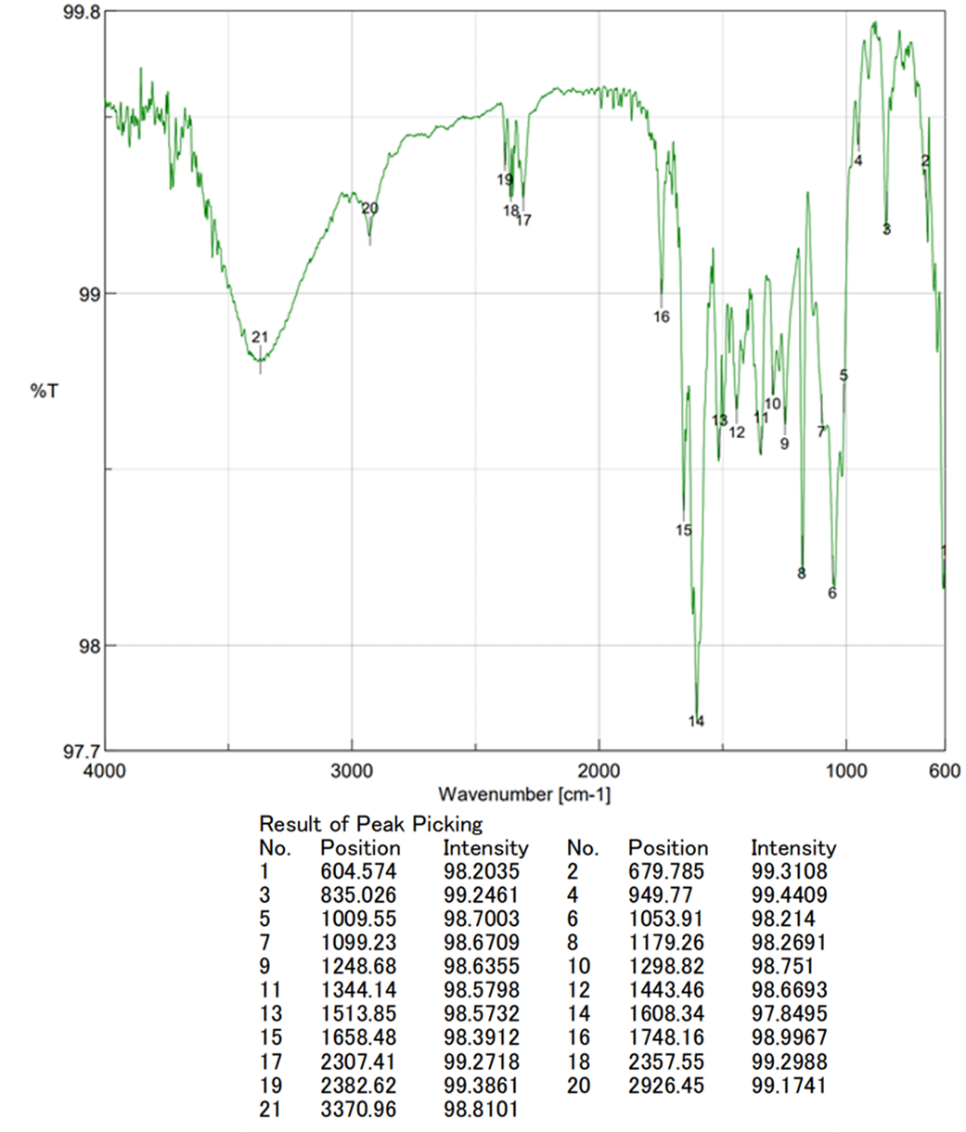 99.8
19
20
18
17
4
2
3
99
21
16
5
%T
10
13
11
12
7
9
15
1
8
6
98
14
97.7
4000
3000
2000
1000
600
Wavenumber [cm-1]
Result of Peak Picking
No. Position Intensity No. Position Intensity
1 604.574 98.2035 2 679.785 99.3108
3 835.026 99.2461 4 949.77 99.4409
5 1009.55 98.7003 6 1053.91 98.214
7 1099.23 98.6709 8 1179.26 98.2691
9 1248.68 98.6355 10 1298.82 98.751
11 1344.14 98.5798 12 1443.46 98.6693
13 1513.85 98.5732 14 1608.34 97.8495
15 1658.48 98.3912 16 1748.16 98.9967
17 2307.41 99.2718 18 2357.55 99.2988
19 2382.62 99.3861 20 2926.45 99.1741
21 3370.96 98.8101